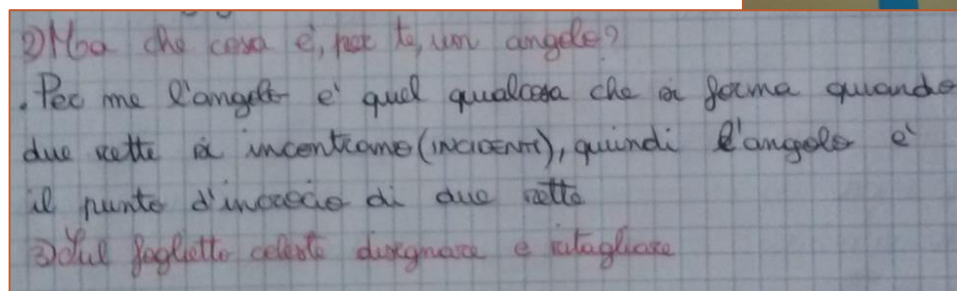 2) Ma che cosa è, per te, un angolo?
. Per me l'angolo e' quel qualcosa che si forma quando
due rette si incontrano (INCIDENTI), quindi l'angolo e'
il punto d'incrocio di due rette
3) Sul foglietto celeste disegnare e ritagliare